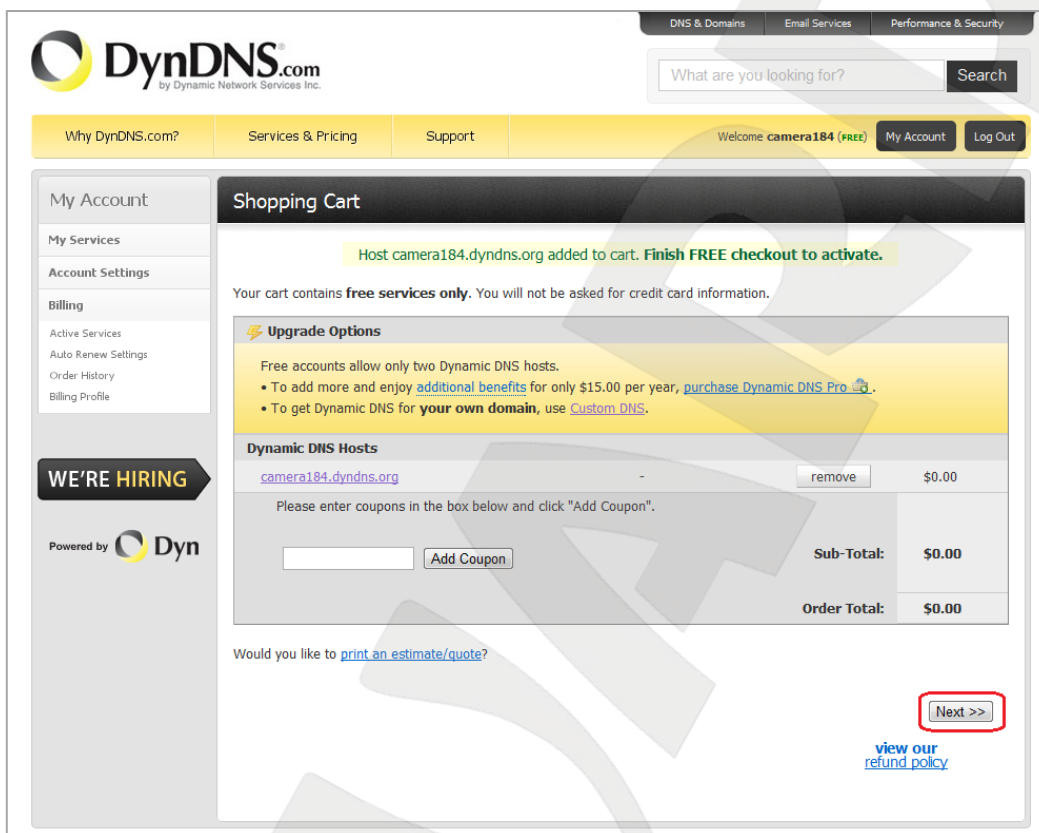 DNS & Domains Email Services Performance & Security
DynDNS.com
by Dynamic Network Services Inc.
What are you looking for? Search
Why DynDNS.com? Services & Pricing Support Welcome camera184 (FREE) My Account Log Out
My Account
My Services
Account Settings
Billing
Active Services
Auto Renew Settings
Order History
Billing Profile
WE'RE HIRING
Powered by Dyn
Shopping Cart
Host camera184.dyndns.org added to cart. Finish FREE checkout to activate.
Your cart contains free services only. You will not be asked for credit card information.
Upgrade Options
Free accounts allow only two Dynamic DNS hosts.
• To add more and enjoy additional benefits for only $15.00 per year, purchase Dynamic DNS Pro.
• To get Dynamic DNS for your own domain, use Custom DNS.
Dynamic DNS Hosts
camera184.dyndns.org - remove $0.00
Please enter coupons in the box below and click "Add Coupon".
Add Coupon Sub-Total: $0.00
Order Total: $0.00
Would you like to print an estimate/quote?
Next >>
view our
refund policy